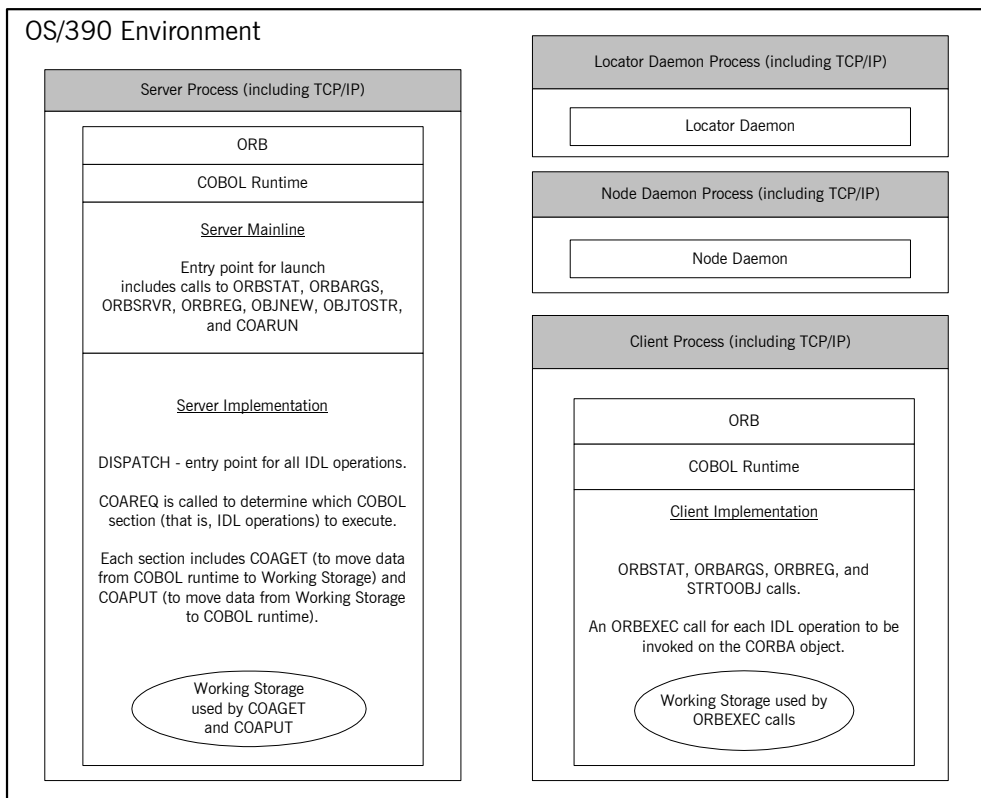 OS/390 Environment
Server Process (including TCP/IP)
ORB
COBOL Runtime
Server Mainline
Entry point for launch
includes calls to ORBSTAT, ORBARGS,
ORBSRVR, ORBREG, OBJNEW, OBJTOSTR,
and COARUN
Server Implementation
DISPATCH - entry point for all IDL operations.
COAREQ is called to determine which COBOL
section (that is, IDL operations) to execute.
Each section includes COAGET (to move data
from COBOL runtime to Working Storage) and
COAPUT (to move data from Working Storage
to COBOL runtime).
Working Storage
used by COAGET
and COAPUT
Locator Daemon Process (including TCP/IP)
Locator Daemon
Node Daemon Process (including TCP/IP)
Node Daemon
Client Process (including TCP/IP)
ORB
COBOL Runtime
Client Implementation
ORBSTAT, ORBARGS, ORBREG, and
STRTOOBJ calls.
An ORBEXEC call for each IDL operation to be
invoked on the CORBA object.
Working Storage used by
ORBEXEC calls